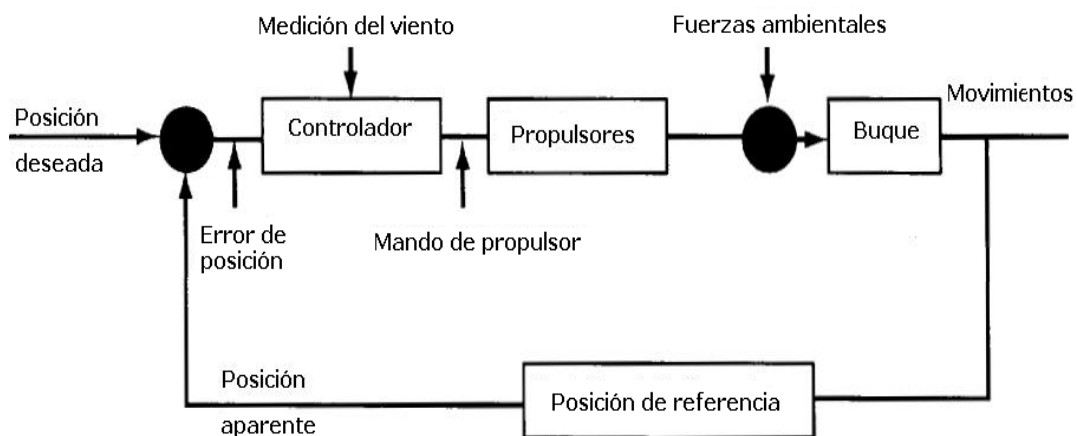 Medición del viento
Fuerzas ambientales
Posición
deseada
Controlador
Propulsores
Buque
Movimientos
Error de
posición
Mando de propulsor
Posición
aparente
Posición de referencia